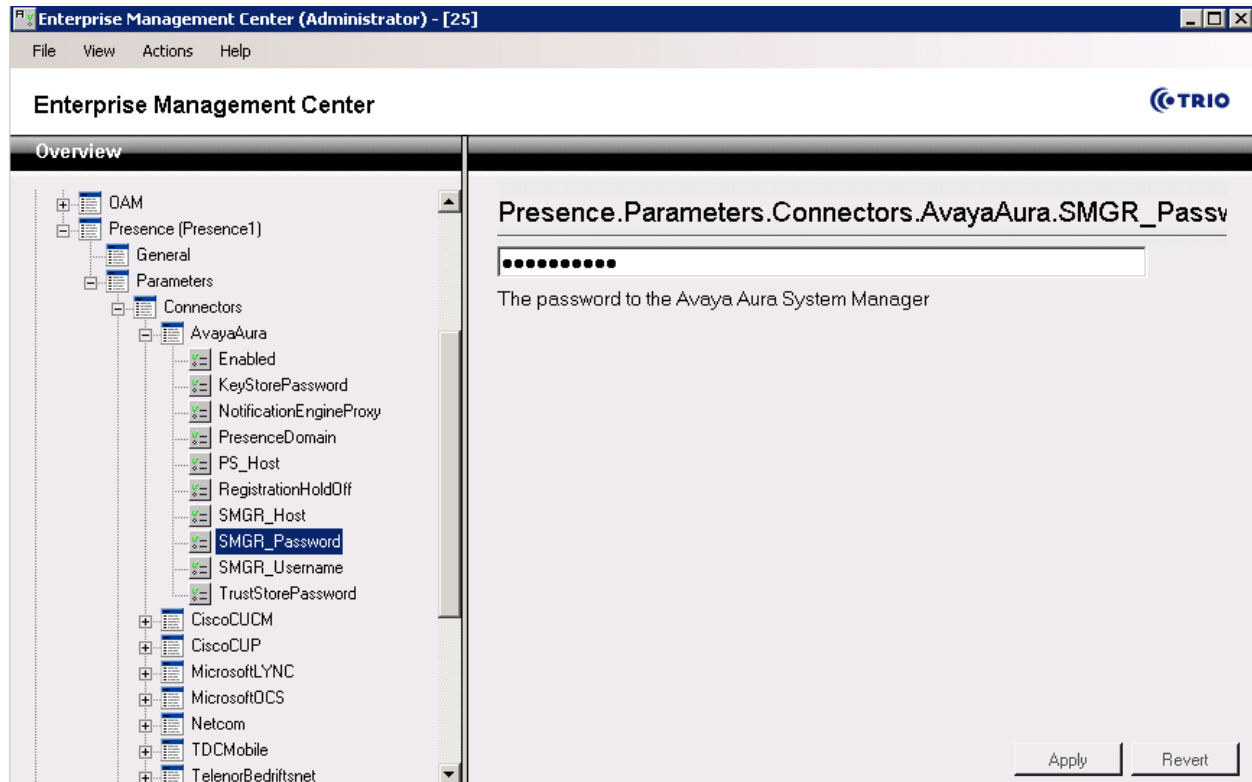 Enterprise Management Center (Administrator) - [25]
File View Actions Help
Enterprise Management Center
TRIO
Overview
OAM
Presence (Presence1)
General
Parameters
Connectors
AvayaAura
Enabled
KeyStorePassword
NotificationEngineProxy
PresenceDomain
PS_Host
RegistrationHoldOff
SMGR_Host
SMGR_Password
SMGR_Username
TrustStorePassword
CiscoCUCM
CiscoCUP
MicrosoftLYNC
MicrosoftOCS
Netcom
TDCMobile
TelenorBedriftsnet
Presence.Parameters.Connectors.AvayaAura.SMGR_Passw
●●●●●●●●●●
The password to the Avaya Aura System Manager
Apply Revert